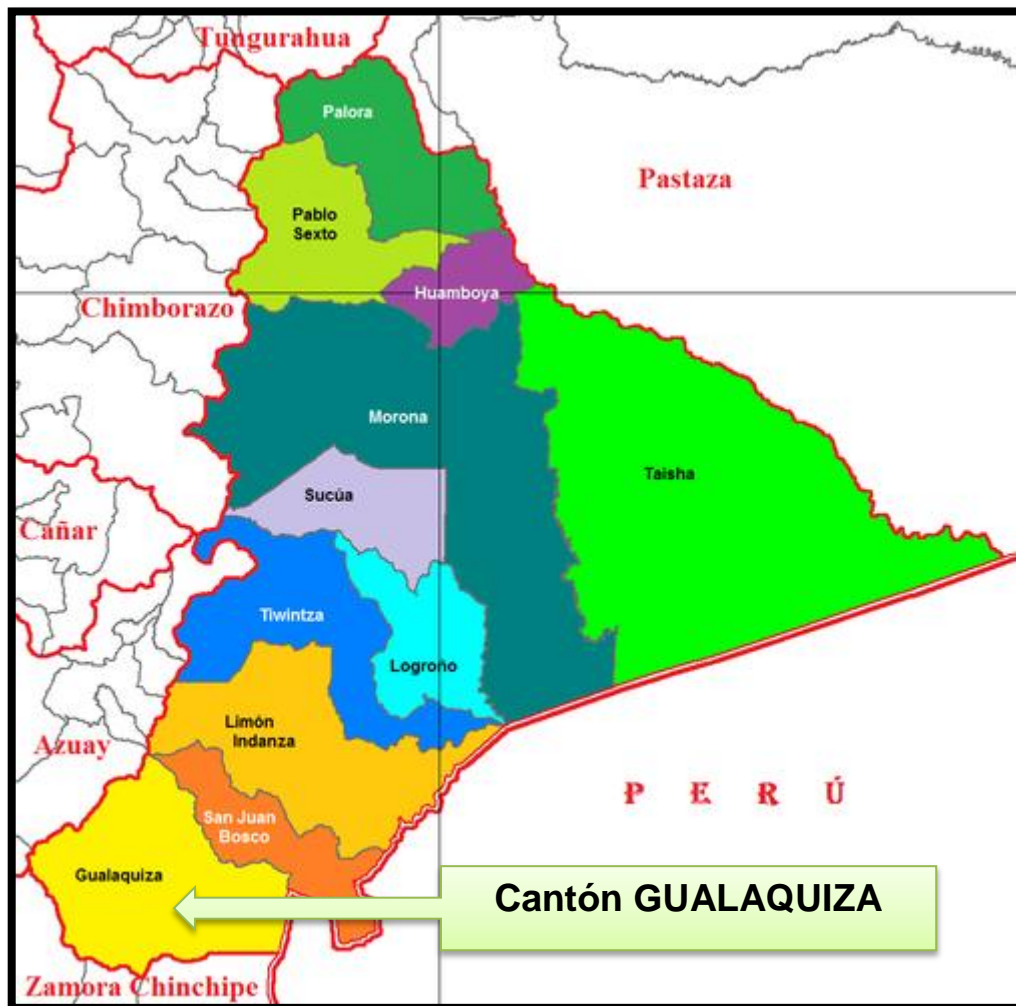 Tungurahua
Palora
Pastaza
Pablo
Sexto
Huamboya
Chimborazo
Morona
Taisha
Sucúa
Cañar
Tiwintza
Logroño
Limón
Indanza
Azuay
P E R Ú
San Juan
Bosco
Gualaquiza
Cantón GUALAQUIZA
Zamora Chinchipe